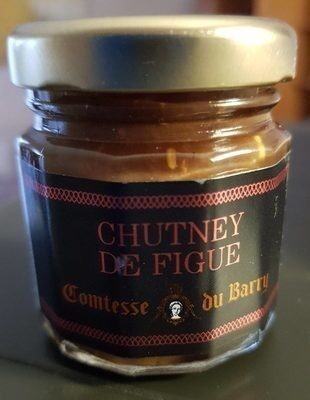 CHUTNEY
DE FIGUE
Comtesse du Barry